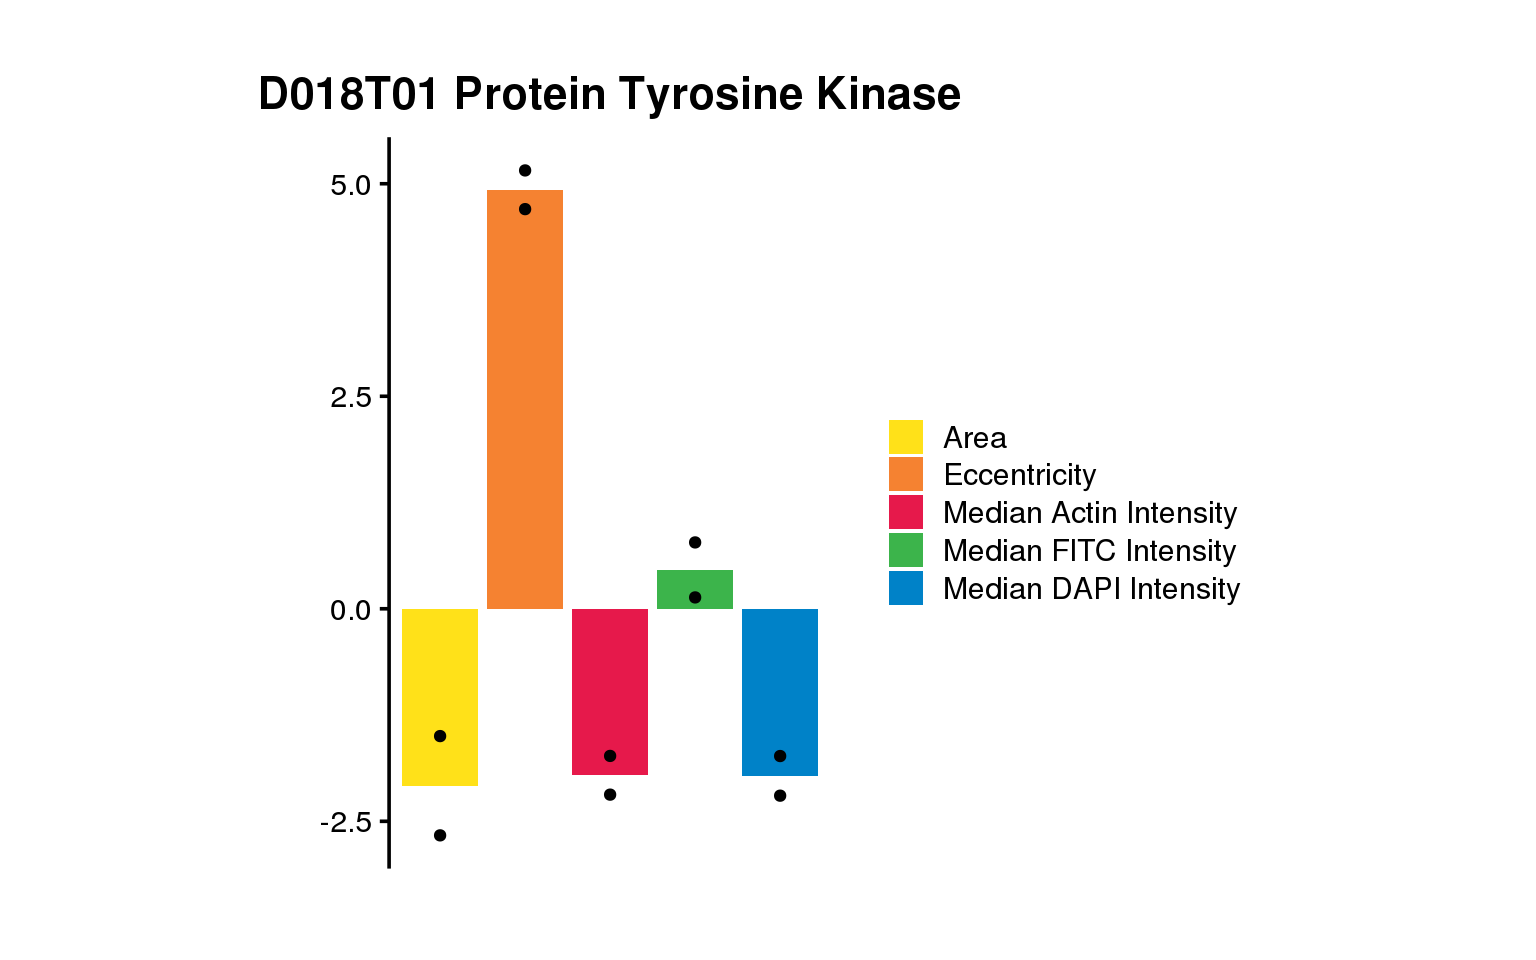 D018T01 Protein Tyrosine Kinase
5.0
2.5
0.0
-2.5
Area
Eccentricity
Median Actin Intensity
Median FITC Intensity
Median DAPI Intensity